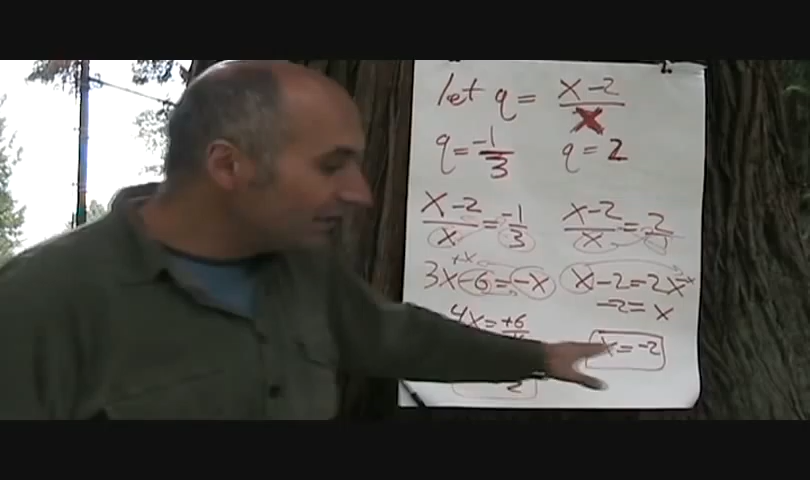 let q = x-2/x
q = -1/3 q = 2
x-2/x = -1/3 x-2/x = 2/1
+x
3x-6 = -x x-2 = 2x -x
4x = +6 -2 = x
x = -2
2